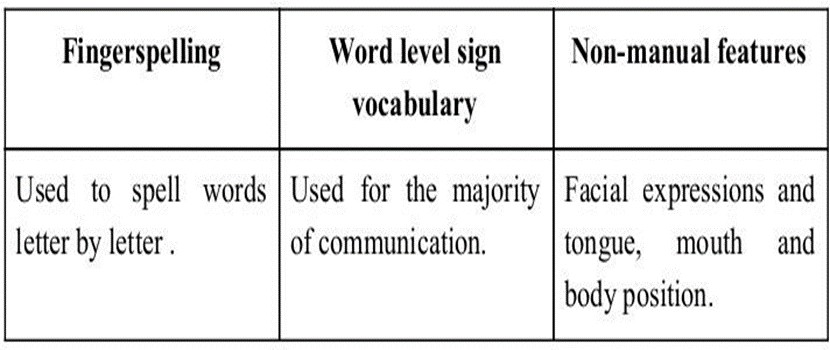 Fingerspelling
Word level sign
vocabulary
Non-manual features
Used to spell words
letter by letter .
Used for the majority
of communication.
Facial expressions and
tongue, mouth and
body position.